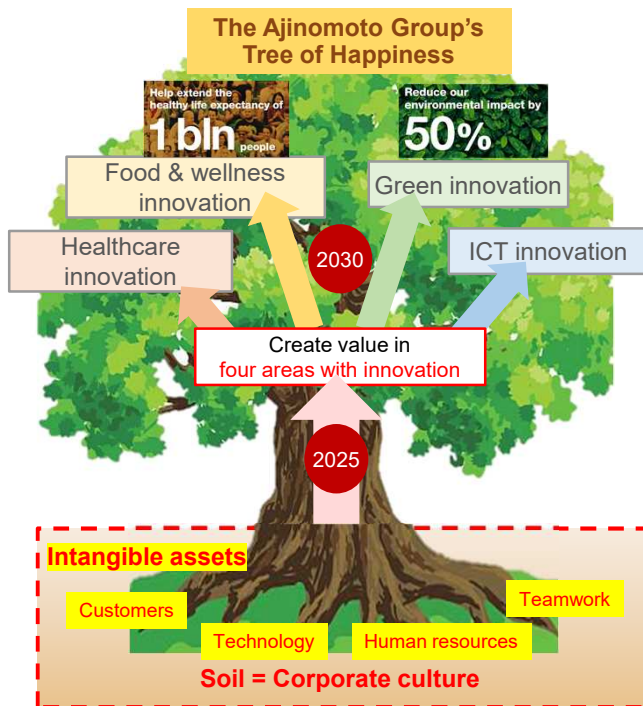 The Ajinomoto Group's
Tree of Happiness
Help extend the
healthy life expectancy of
1 bln people
Reduce our
environmental impact by
50%
Food & wellness
innovation
Green innovation
Healthcare
innovation
2030
ICT innovation
Create value in
four areas with innovation
2025
Intangible assets
Customers
Teamwork
Technology
Human resources
Soil = Corporate culture